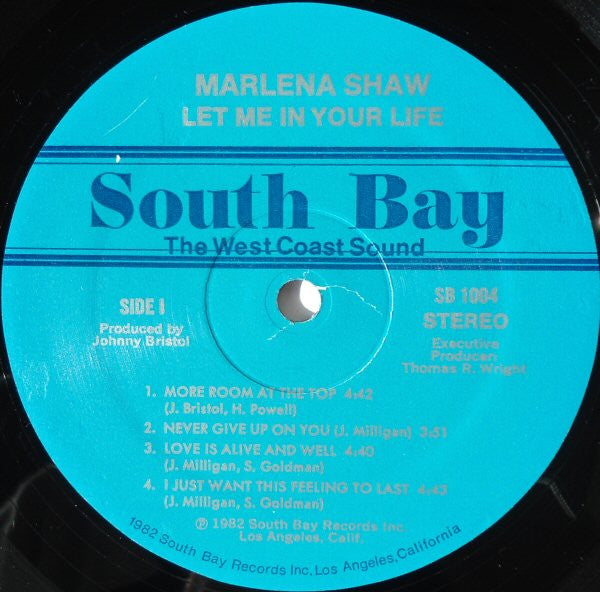 MARLENA SHAW
LET ME IN YOUR LIFE
South Bay
The West Coast Sound
SIDE I
Produced by
Johnny Bristol
SB 1004
STEREO
Executive
Producer:
Thomas R. Wright
1. MORE ROOM AT THE TOP 4:42
(J. Bristol, H. Powell)
2. NEVER GIVE UP ON YOU (J. Milligan) 3:51
3. LOVE IS ALIVE AND WELL 4:40
(J. Milligan, S. Goldman)
4. I JUST WANT THIS FEELING TO LAST 4:43
(J. Milligan, S. Goldman)
℗ 1982 South Bay Records Inc.
Los Angeles, Calif.
1982 South Bay Records Inc, Los Angeles, California